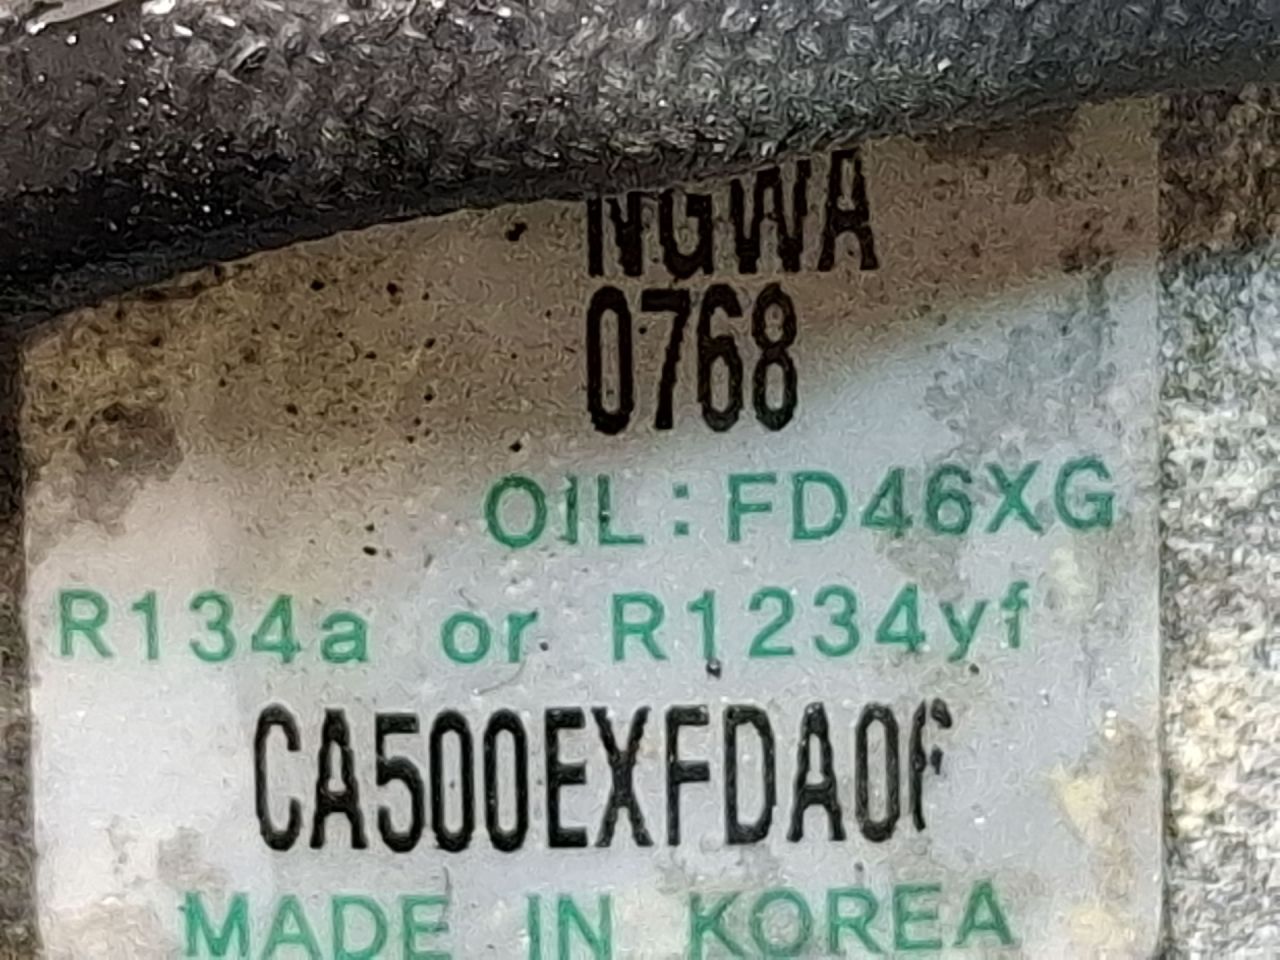 NGWA
0768
OIL:FD46XG
R134a or R1234yf
CA500EXFDA0F
MADE IN KOREA